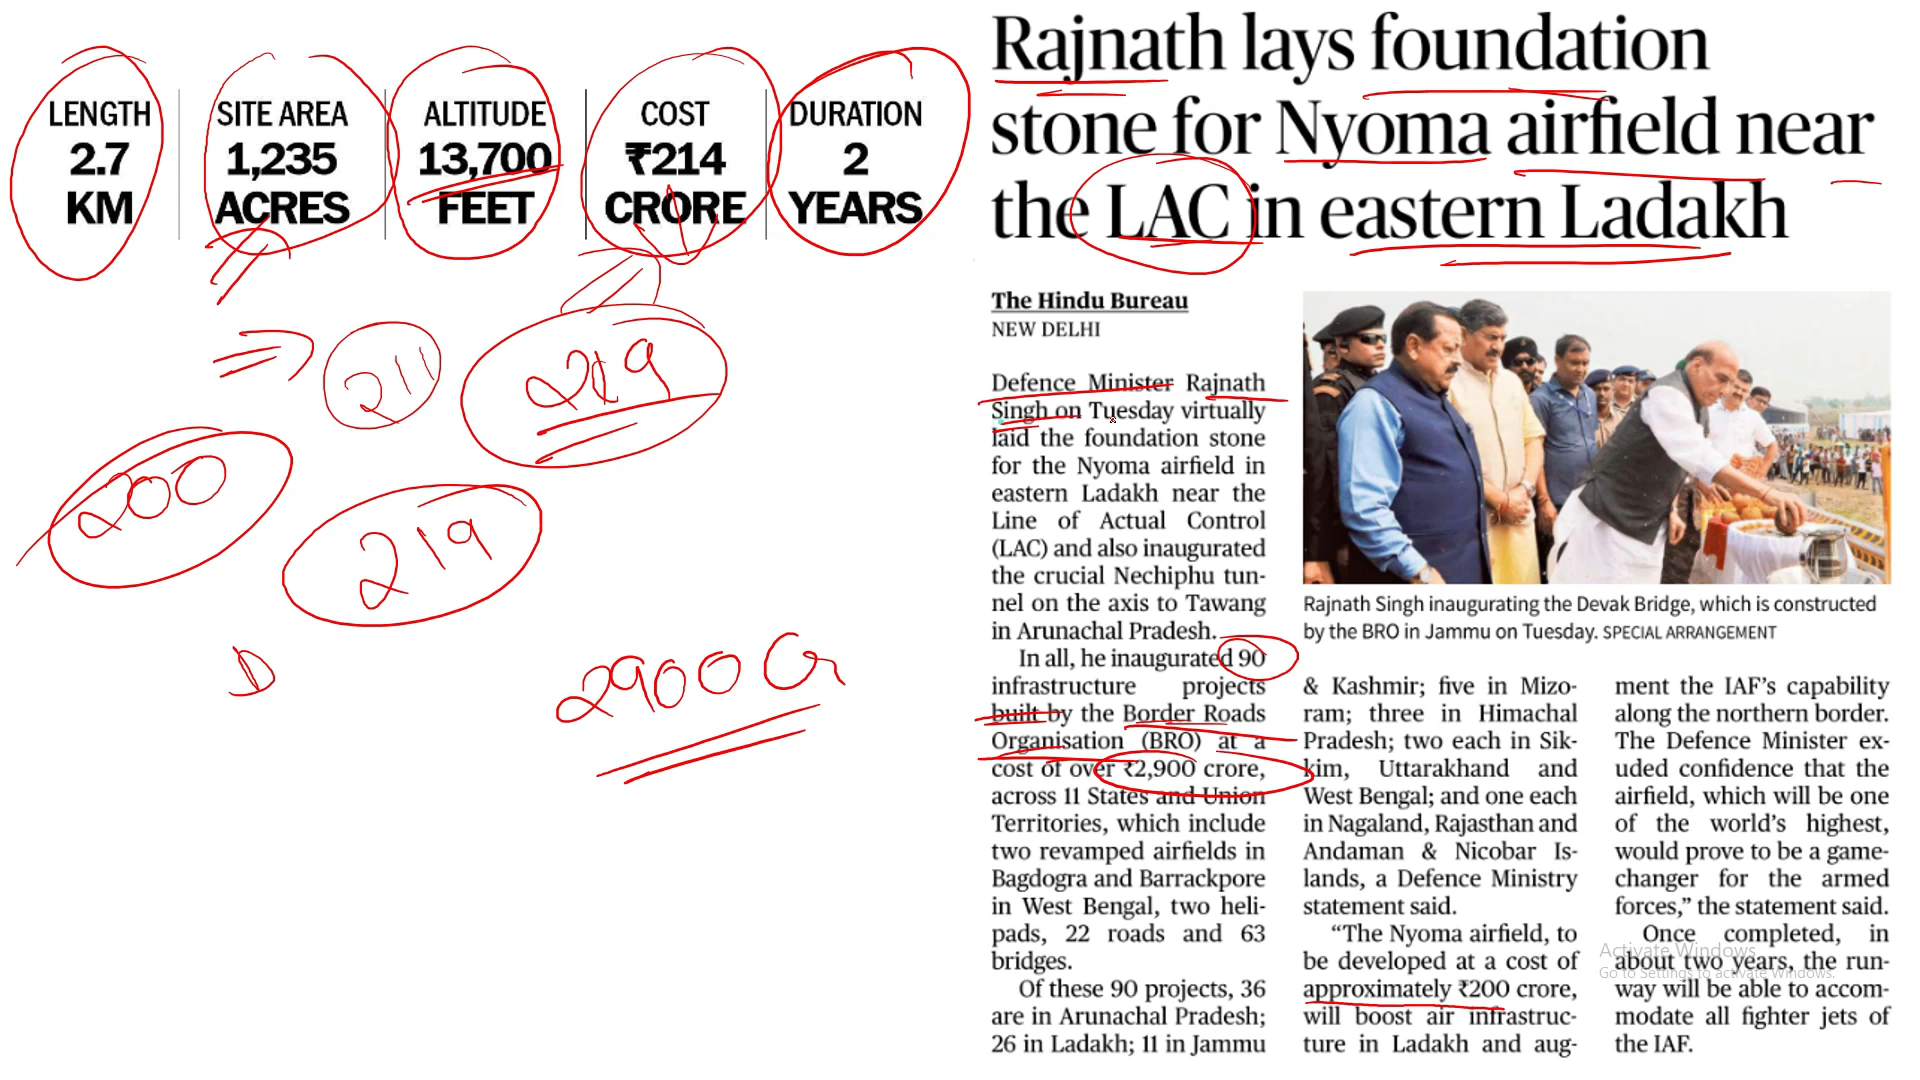 LENGTH
2.7
KM
SITE AREA
1,235
ACRES
ALTITUDE
13,700
FEET
COST
₹214
CRORE
DURATION
2
YEARS
211
219
200
219
D
2900 Cr
Rajnath lays foundation
stone for Nyoma airfield near
the LAC in eastern Ladakh
The Hindu Bureau
NEW DELHI
Defence Minister Rajnath
Singh on Tuesday virtually
laid the foundation stone
for the Nyoma airfield in
eastern Ladakh near the
Line of Actual Control
(LAC) and also inaugurated
the crucial Nechiphu tun-
nel on the axis to Tawang
in Arunachal Pradesh.
In all, he inaugurated 90
infrastructure projects
built by the Border Roads
Organisation (BRO) at a
cost of over ₹2,900 crore,
across 11 States and Union
Territories, which include
two revamped airfields in
Bagdogra and Barrackpore
in West Bengal, two heli-
pads, 22 roads and 63
bridges.
Of these 90 projects, 36
are in Arunachal Pradesh;
26 in Ladakh; 11 in Jammu
Rajnath Singh inaugurating the Devak Bridge, which is constructed
by the BRO in Jammu on Tuesday. SPECIAL ARRANGEMENT
& Kashmir; five in Mizo-
ram; three in Himachal
Pradesh; two each in Sik-
kim, Uttarakhand and
West Bengal; and one each
in Nagaland, Rajasthan and
Andaman & Nicobar Is-
lands, a Defence Ministry
statement said.
“The Nyoma airfield, to
be developed at a cost of
approximately ₹200 crore,
will boost air infrastruc-
ture in Ladakh and aug-
ment the IAF’s capability
along the northern border.
The Defence Minister ex-
uded confidence that the
airfield, which will be one
of the world’s highest,
would prove to be a game-
changer for the armed
forces,” the statement said.
Once completed, in
about two years, the run-
way will be able to accom-
modate all fighter jets of
the IAF.
Activate Windows
Go to Settings to activate Windows.